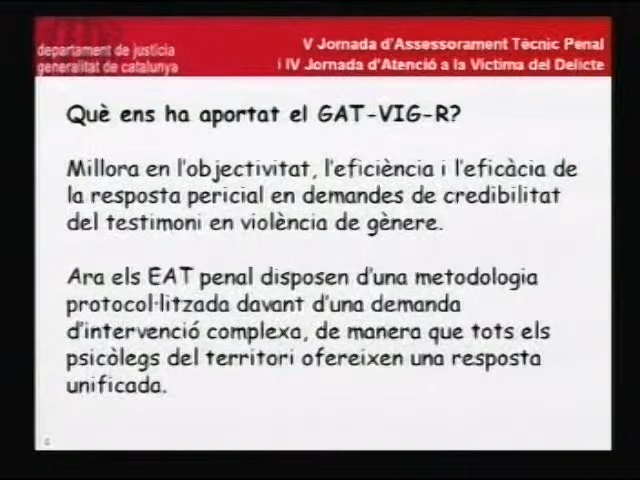 departament de justícia
generalitat de catalunya
V Jornada d'Assessorament Tècnic Penal
i IV Jornada d'Atenció a la Víctima del Delicte
Què ens ha aportat el GAT-VIG-R?
Millora en l'objectivitat, l'eficiència i l'eficàcia de
la resposta pericial en demandes de credibilitat
del testimoni en violència de gènere.
Ara els EAT penal disposen d'una metodologia
protocol·litzada davant d'una demanda
d'intervenció complexa, de manera que tots els
psicòlegs del territori ofereixen una resposta
unificada.